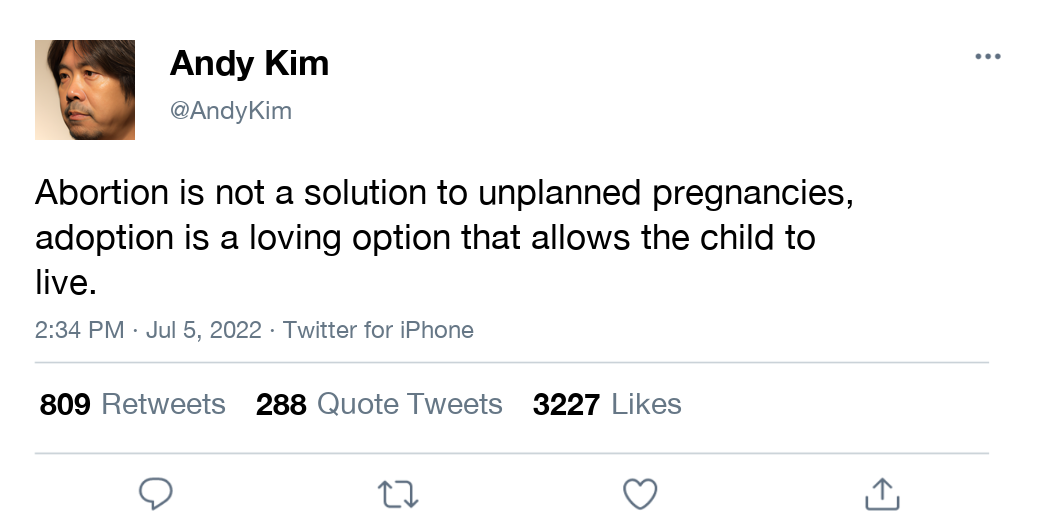 Andy Kim
@AndyKim
Abortion is not a solution to unplanned pregnancies,
adoption is a loving option that allows the child to
live.
2:34 PM · Jul 5, 2022 · Twitter for iPhone
809 Retweets 288 Quote Tweets 3227 Likes